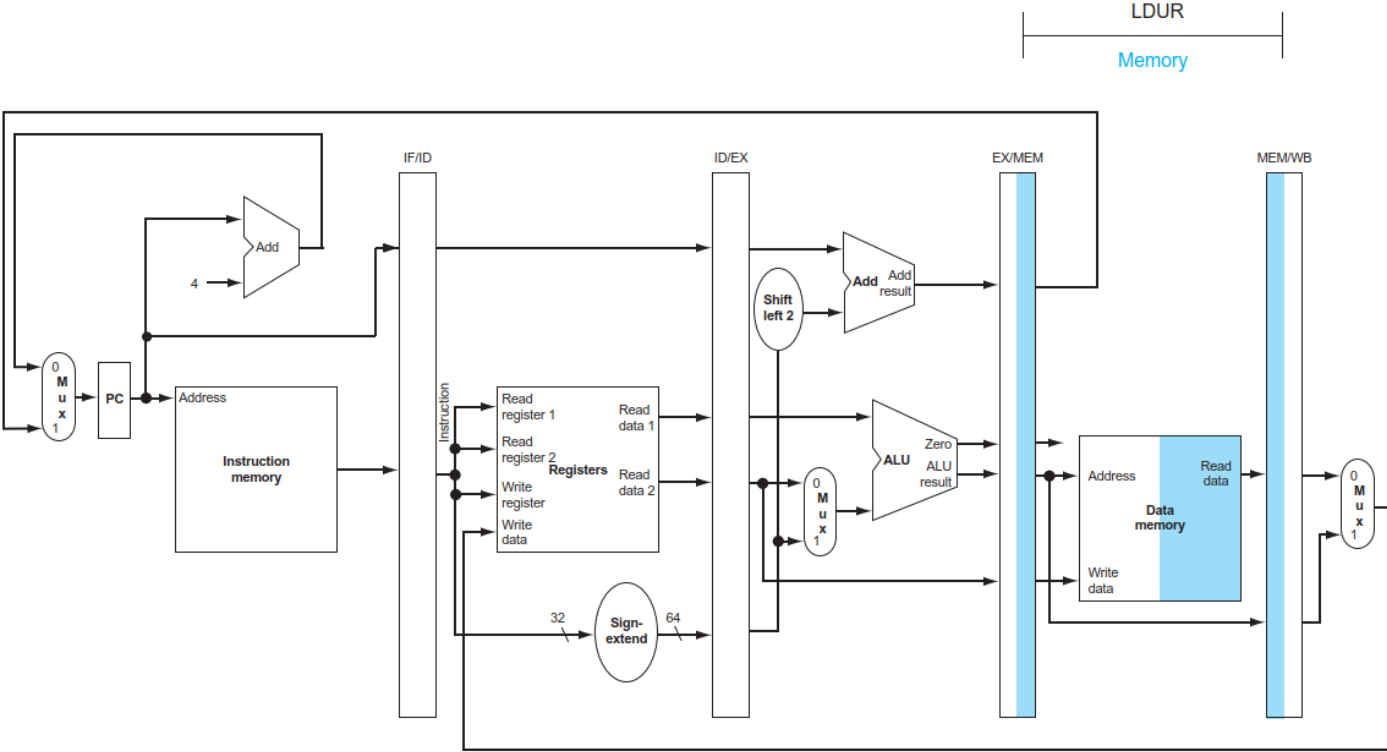 LDUR
Memory
IF/ID
ID/EX
EX/MEM
MEM/WB
Add
4
Add
Add
result
Shift
left 2
0
M
u
x
1
PC
Address
Instruction
memory
Instruction
Read
register 1
Read
register 2
Write
register
Write
data
Registers
Read
data 1
Read
data 2
0
M
u
x
1
Zero
ALU
ALU
result
Address
Read
data
Data
memory
Write
data
0
M
u
x
1
32
Sign-
extend
64